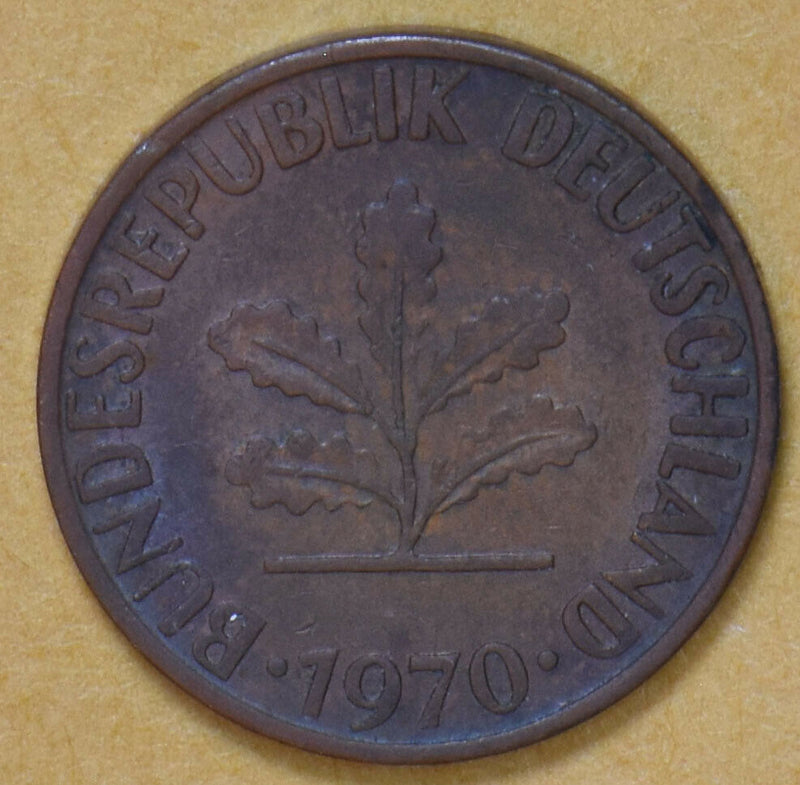 BUNDESREPUBLIK DEUTSCHLAND
· 1970 ·